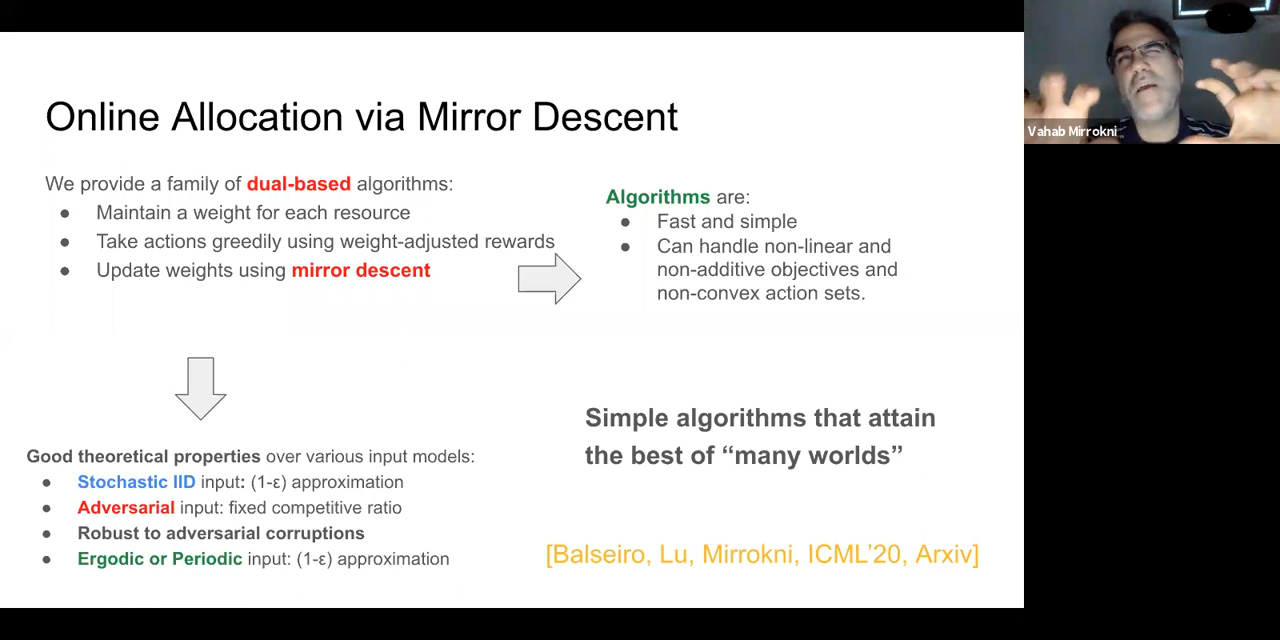 Online Allocation via Mirror Descent
We provide a family of dual-based algorithms:
● Maintain a weight for each resource
● Take actions greedily using weight-adjusted rewards
● Update weights using mirror descent
Algorithms are:
● Fast and simple
● Can handle non-linear and
non-additive objectives and
non-convex action sets.
Good theoretical properties over various input models:
● Stochastic IID input: (1-ε) approximation
● Adversarial input: fixed competitive ratio
● Robust to adversarial corruptions
● Ergodic or Periodic input: (1-ε) approximation
Simple algorithms that attain
the best of “many worlds”
[Balseiro, Lu, Mirrokni, ICML’20, Arxiv]
Vahab Mirrokni